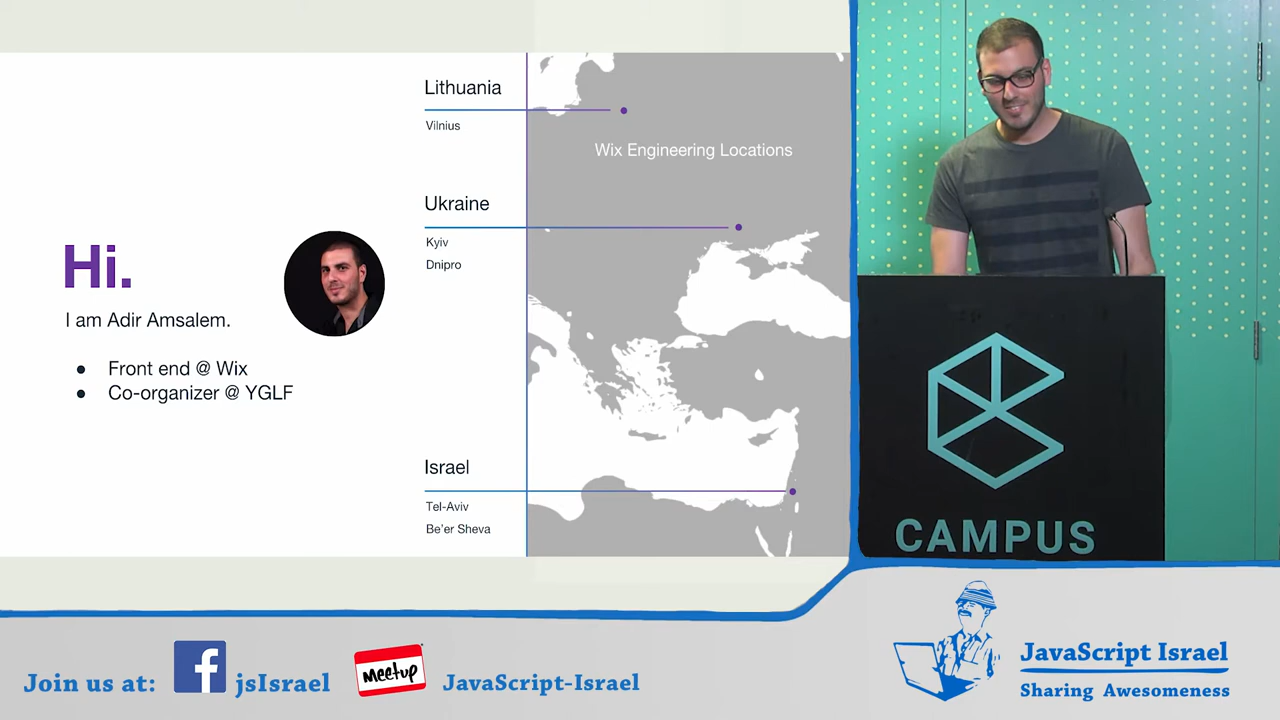 Lithuania
Vilnius
Wix Engineering Locations
Ukraine
Kyiv
Dnipro
Hi.
I am Adir Amsalem.
● Front end @ Wix
● Co-organizer @ YGLF
Israel
Tel-Aviv
Be'er Sheva
CAMPUS
Join us at:
jsIsrael
meetup
JavaScript-Israel
JavaScript Israel
Sharing Awesomeness